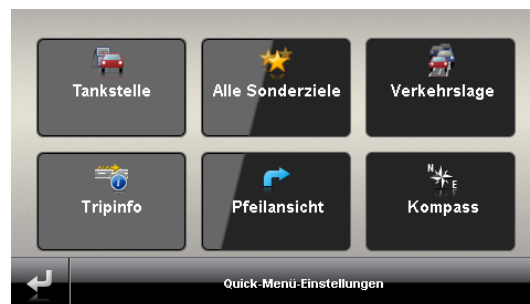 Tankstelle
Alle Sonderziele
Verkehrslage
Tripinfo
Pfeilansicht
N
E
Kompass
Quick-Menü-Einstellungen